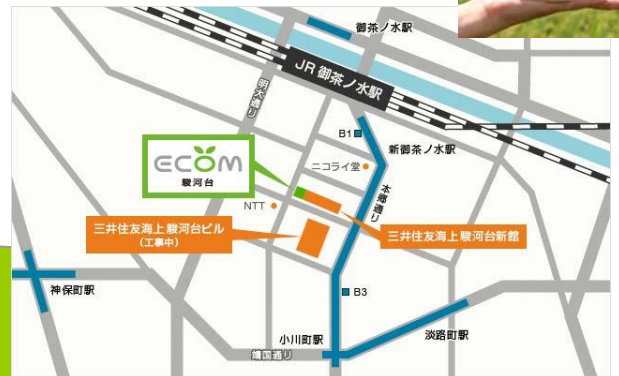 御茶ノ水駅
JR 御茶ノ水駅
明大通り
B1
新御茶ノ水駅
ECOM
駿河台
ニコライ堂
本郷通り
NTT
三井住友海上駿河台ビル
(工事中)
三井住友海上駿河台新館
神保町駅
B3
小川町駅
淡路町駅
靖国通り